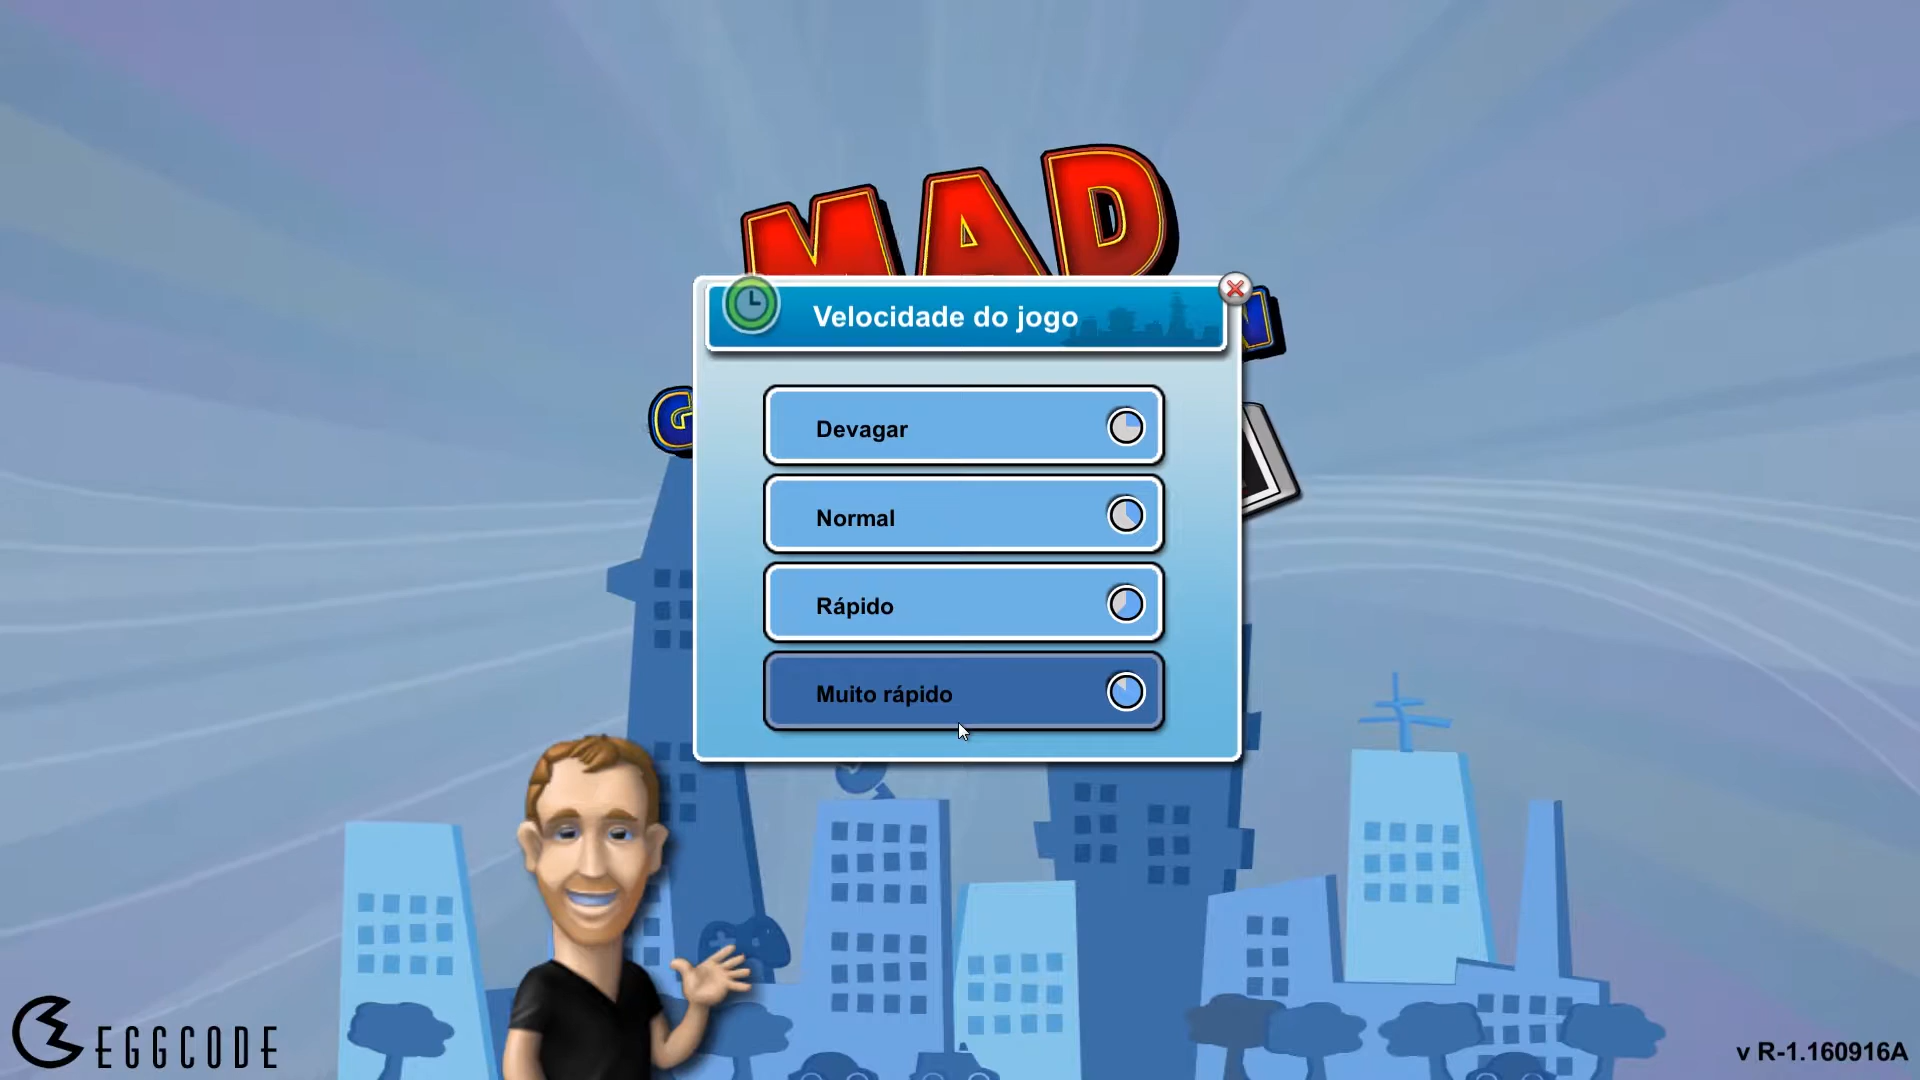 MAD
Velocidade do jogo
Devagar
Normal
Rápido
Muito rápido
EGGCODE
v R-1.160916A